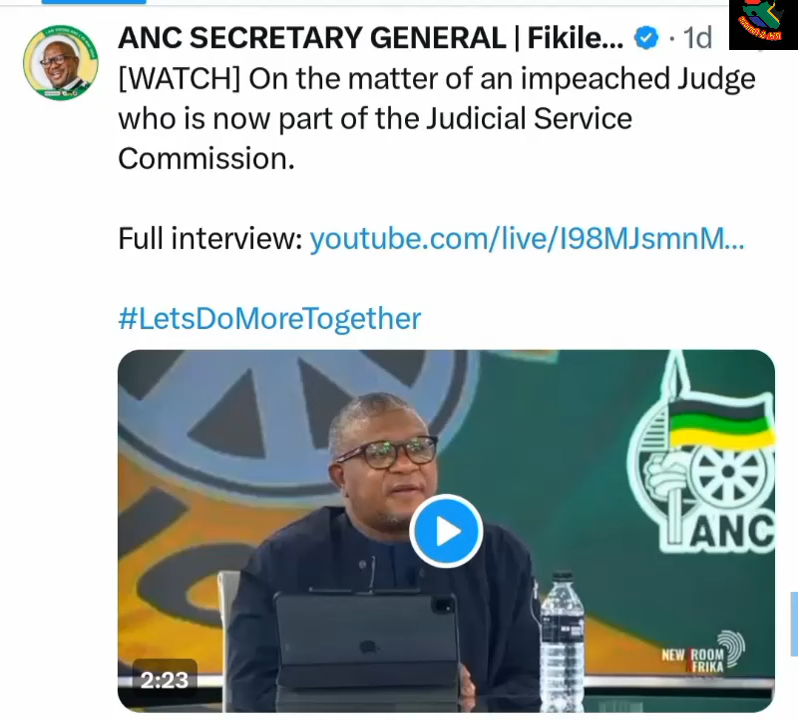 ANC SECRETARY GENERAL | Fikile... · 1d
[WATCH] On the matter of an impeached Judge
who is now part of the Judicial Service
Commission.
Full interview: youtube.com/live/I98MJsmnM...
#LetsDoMoreTogether
ANC
NEW ROOM
FRIKA
2:23